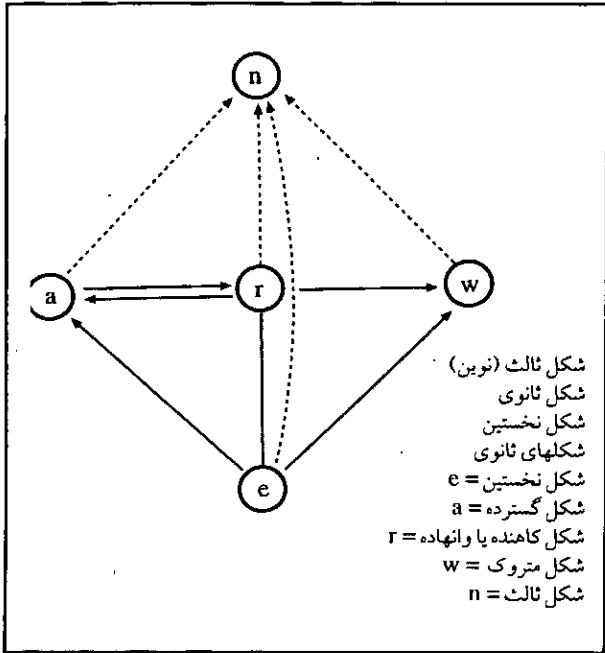 n
a
r
w
e
شکل ثالث (نوین)
شکل ثانوی
شکل نخستین
شکلهای ثانوی
شکل نخستین = e
شکل گسترده = a
شکل کاهنده یا وانهاده = r
شکل متروک = w
شکل ثالث = n